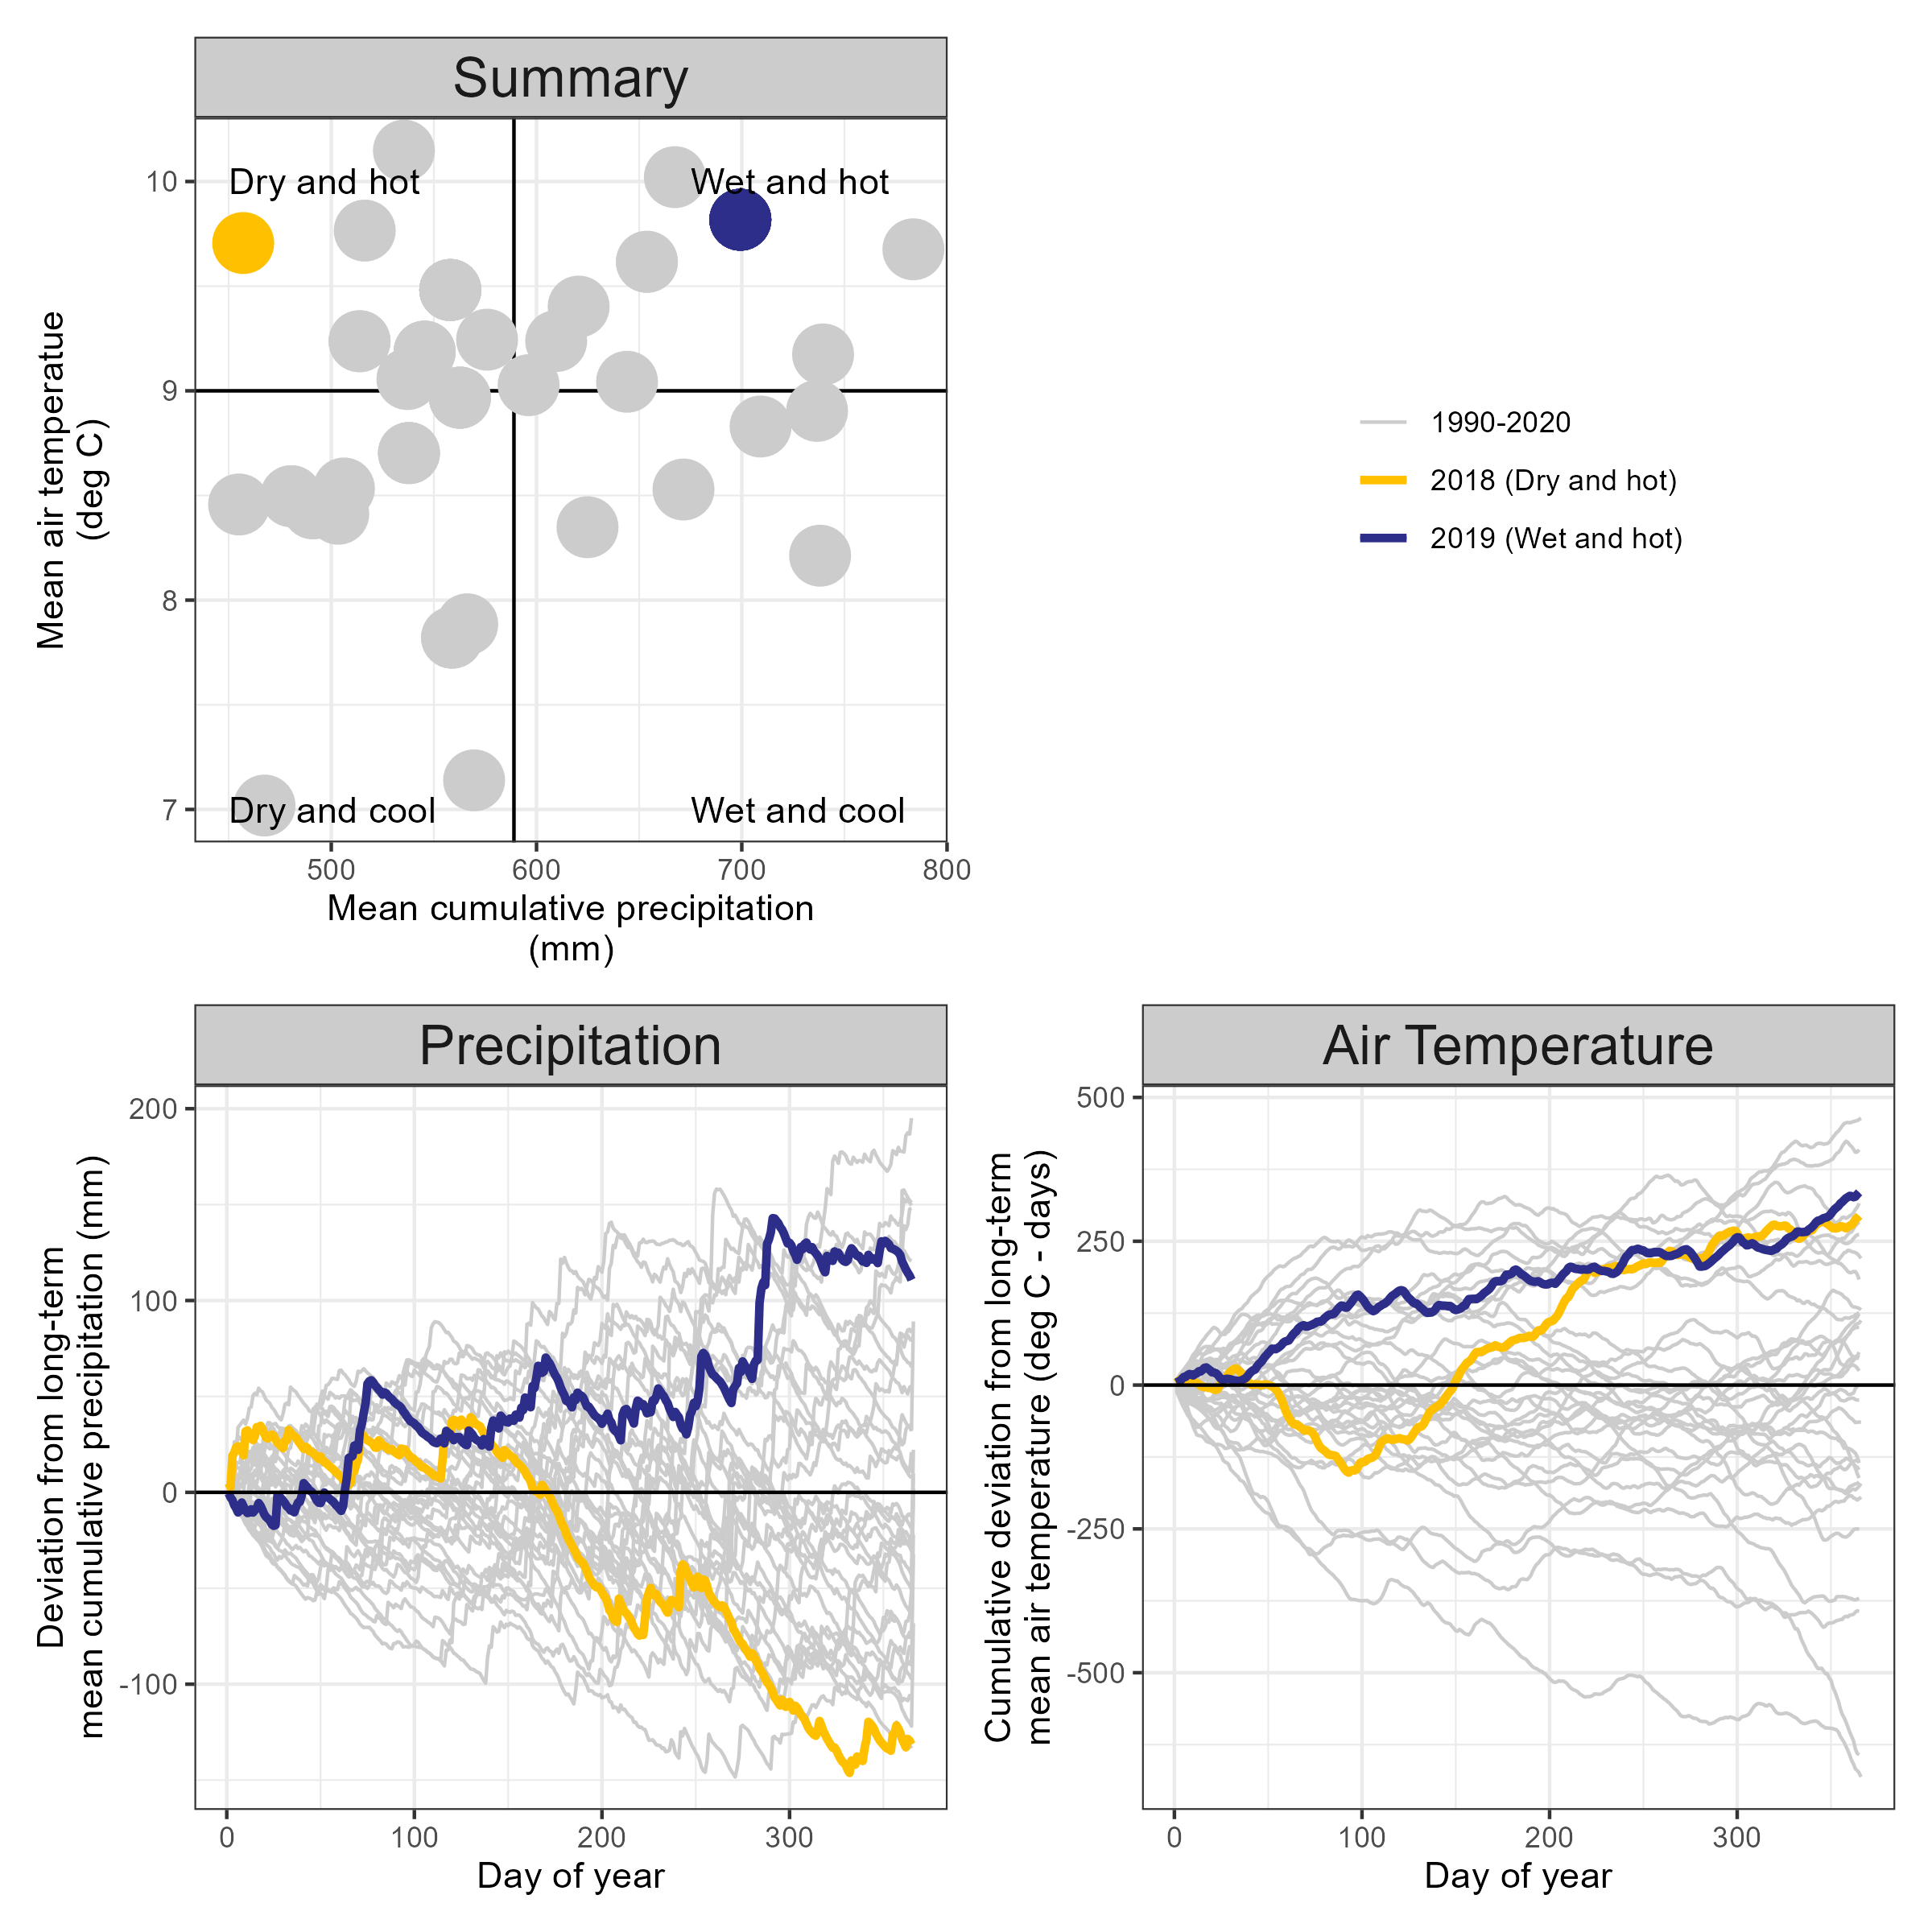 Summary
Dry and hot
Wet and hot
Dry and cool
Wet and cool
10
9
8
7
Mean air temperatue
(deg C)
500
600
700
800
Mean cumulative precipitation
(mm)
1990-2020
2018 (Dry and hot)
2019 (Wet and hot)
Precipitation
200
100
0
-100
Deviation from long-term
mean cumulative precipitation (mm)
0
100
200
300
Day of year
Air Temperature
500
250
0
-250
-500
Cumulative deviation from long-term
mean air temperature (deg C - days)
0
100
200
300
Day of year